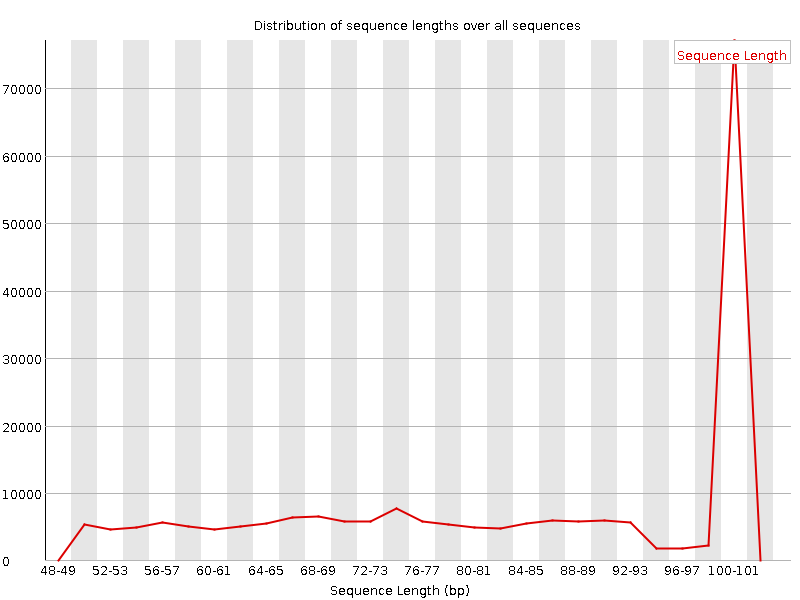 Distribution of sequence lengths over all sequences
Sequence Length
70000
60000
50000
40000
30000
20000
10000
0
48-49 52-53 56-57 60-61 64-65 68-69 72-73 76-77 80-81 84-85 88-89 92-93 96-97 100-101
Sequence Length (bp)